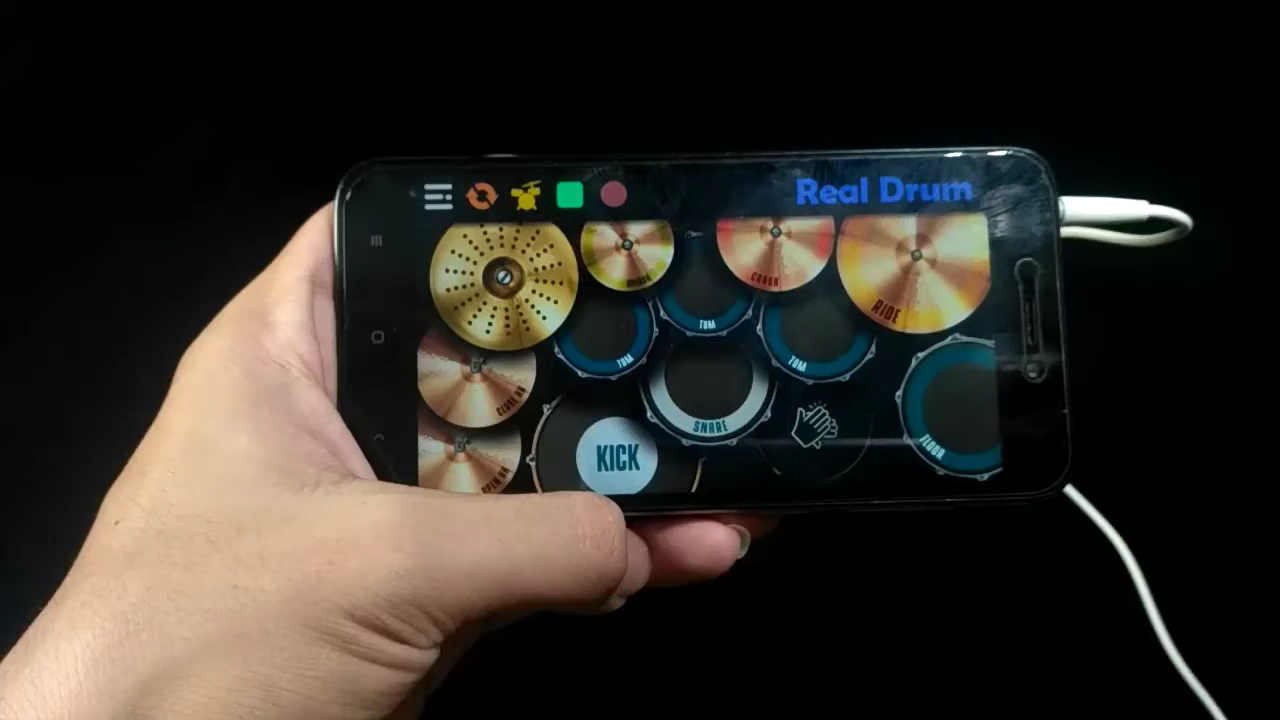 Real Drum
CRASH
RIDE
TOM
TOM
TOM
CLOSE HH
SNARE
FLOOR
KICK
OPEN HH